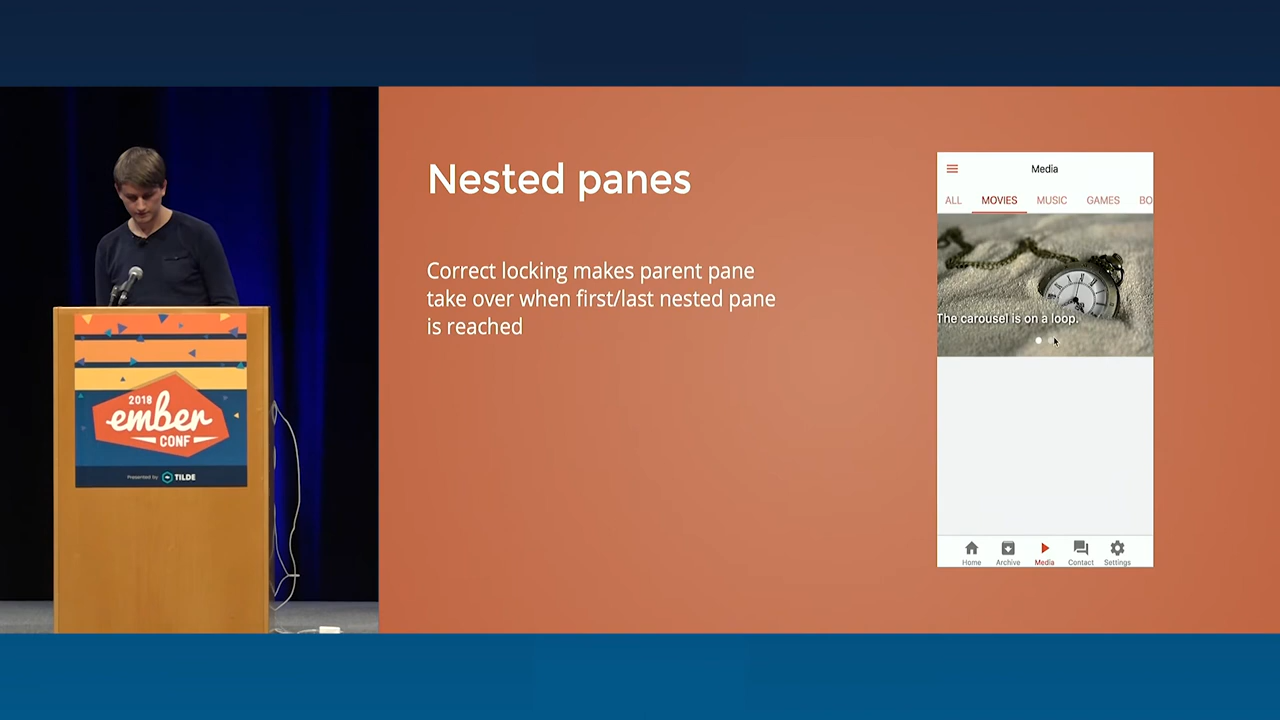 Nested panes
Correct locking makes parent pane
take over when first/last nested pane
is reached
Media
ALL MOVIES MUSIC GAMES BO
The carousel is on a loop.
Home Archive Media Contact Settings
2018
ember
CONF
Presented by TILDE